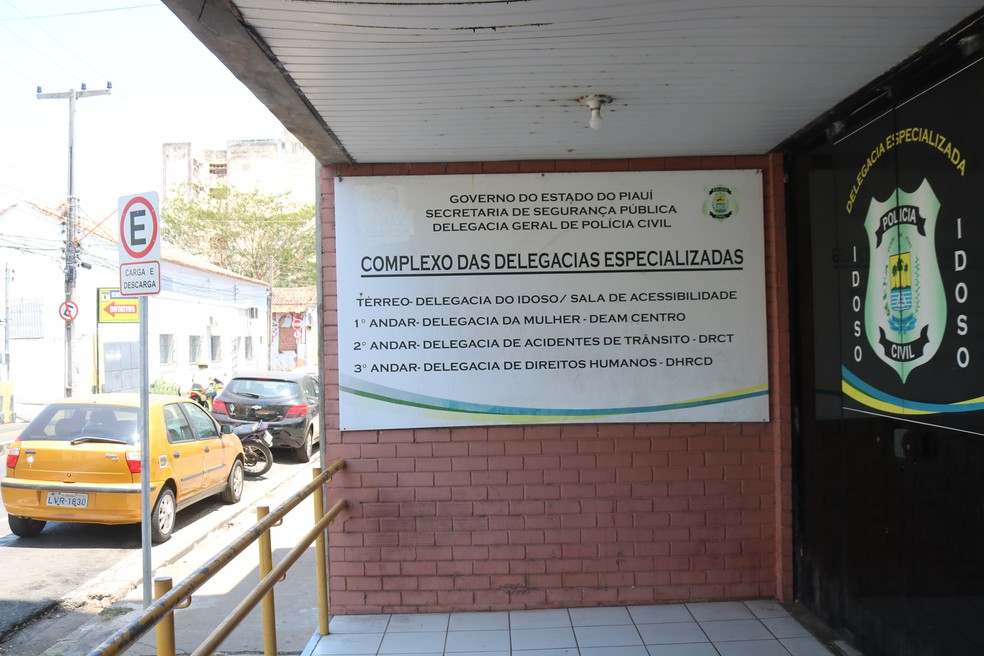 GOVERNO DO ESTADO DO PIAUÍ
SECRETARIA DE SEGURANÇA PÚBLICA
DELEGACIA GERAL DE POLÍCIA CIVIL
COMPLEXO DAS DELEGACIAS ESPECIALIZADAS
TÉRREO- DELEGACIA DO IDOSO/ SALA DE ACESSIBILIDADE
1° ANDAR- DELEGACIA DA MULHER - DEAM CENTRO
2° ANDAR- DELEGACIA DE ACIDENTES DE TRÂNSITO - DRCT
3° ANDAR- DELEGACIA DE DIREITOS HUMANOS - DHRCD
DELEGACIA ESPECIALIZADA
IDOSO
POLÍCIA
CIVIL
IDOSO
E
CARGA E
DESCARGA
E
ROTATIVO
LVR-1830